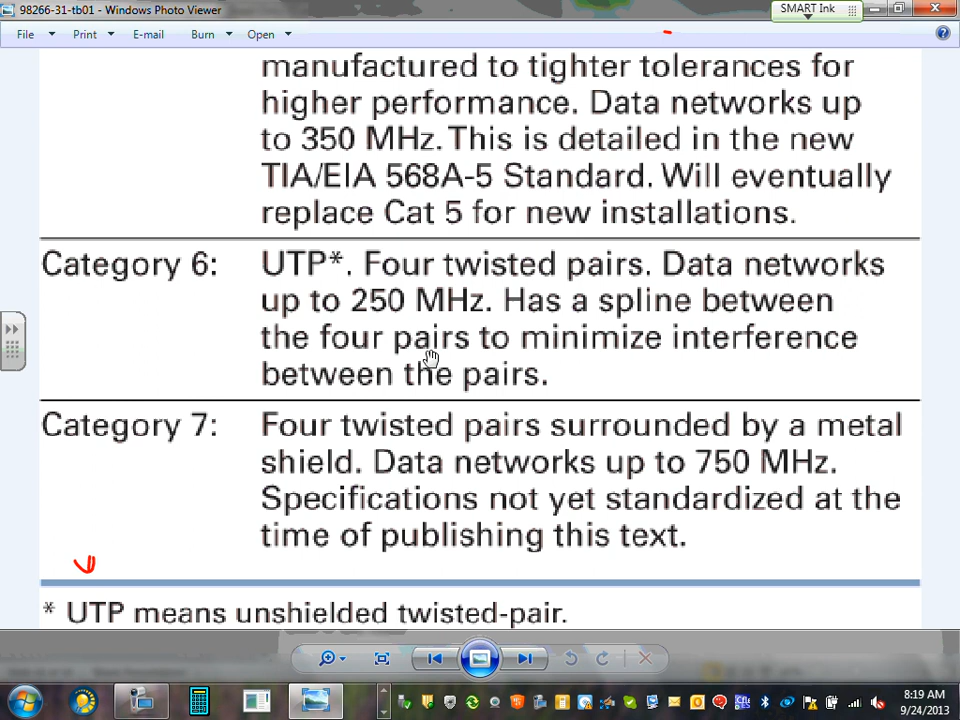 98266-31-tb01 - Windows Photo Viewer
SMART Ink
File Print E-mail Burn Open
manufactured to tighter tolerances for
higher performance. Data networks up
to 350 MHz. This is detailed in the new
TIA/EIA 568A-5 Standard. Will eventually
replace Cat 5 for new installations.
Category 6: UTP*. Four twisted pairs. Data networks
up to 250 MHz. Has a spline between
the four pairs to minimize interference
between the pairs.
Category 7: Four twisted pairs surrounded by a metal
shield. Data networks up to 750 MHz.
Specifications not yet standardized at the
time of publishing this text.
* UTP means unshielded twisted-pair.
8:19 AM
9/24/2013